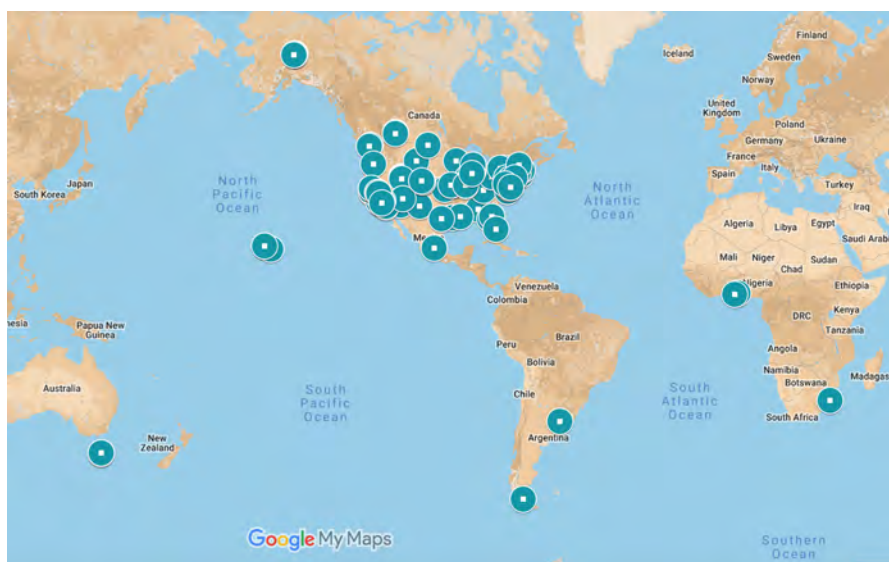 Iceland
Finland
Sweden
Norway
United
Kingdom
Poland
Germany
Ukraine
France
Spain
Turkey
Canada
Japan
South Korea
North
Pacific
Ocean
North
Atlantic
Ocean
Iraq
Algeria
Libya
Egypt
Saudi Arabi
Me
Mali
Niger
Sudan
Chad
Nigeria
Ethiopia
Venezuela
Colombia
DRC
Kenya
Tanzania
nesia
Papua New
Guinea
Peru
Brazil
Bolivia
Angola
Namibia
Botswana
Madagas
Australia
South
Pacific
Ocean
Chile
South
Atlantic
Ocean
South Africa
New
Zealand
Argentina
Google My Maps
Southern
Ocean